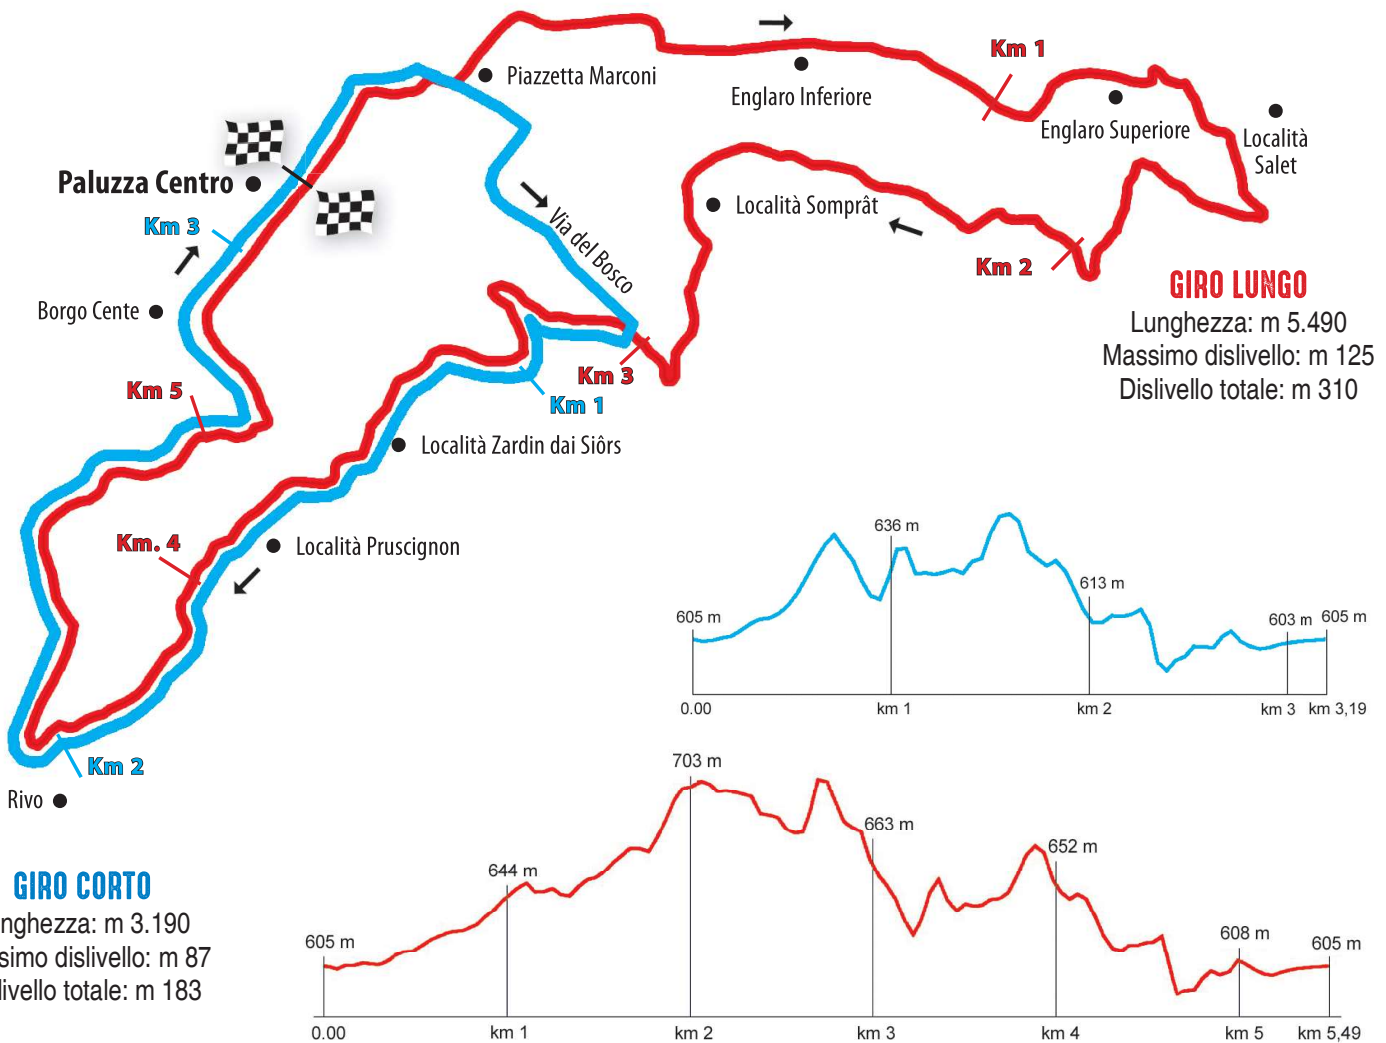 Km 1
Piazzetta Marconi
Englaro Inferiore
Englaro Superiore
Località
Salet
Paluzza Centro
Località Somprât
Km 3
Via del Bosco
Km 2
GIRO LUNGO
Lunghezza: m 5.490
Massimo dislivello: m 125
Dislivello totale: m 310
Borgo Cente
Km 5
Km 3
Km 1
Località Zardin dai Siôrs
Km. 4
Località Pruscignon
Km 2
Rivo
636 m
613 m
605 m
603 m
605 m
0.00
km 1
km 2
km 3
km 3,19
GIRO CORTO
nghezza: m 3.190
simo dislivello: m 87
livello totale: m 183
703 m
663 m
652 m
644 m
605 m
608 m
605 m
0.00
km 1
km 2
km 3
km 4
km 5
km 5,49